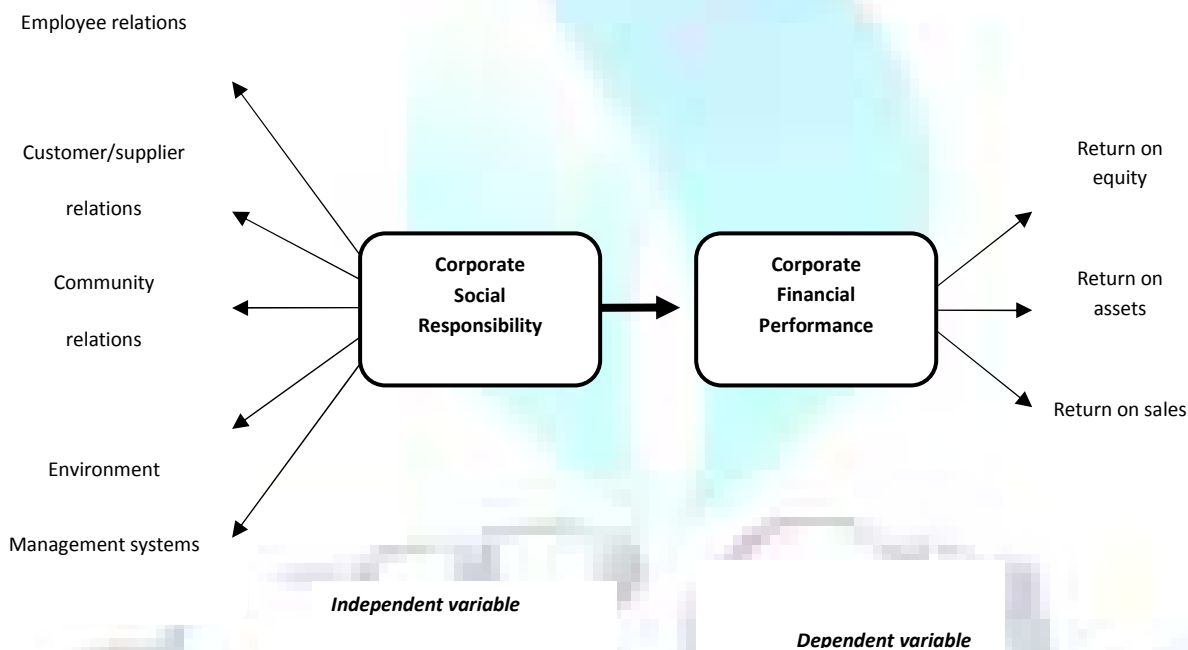 Employee relations
Customer/supplier
relations
Community
relations
Environment
Management systems
Corporate
Social
Responsibility
Corporate
Financial
Performance
Return on
equity
Return on
assets
Return on sales
Independent variable
Dependent variable